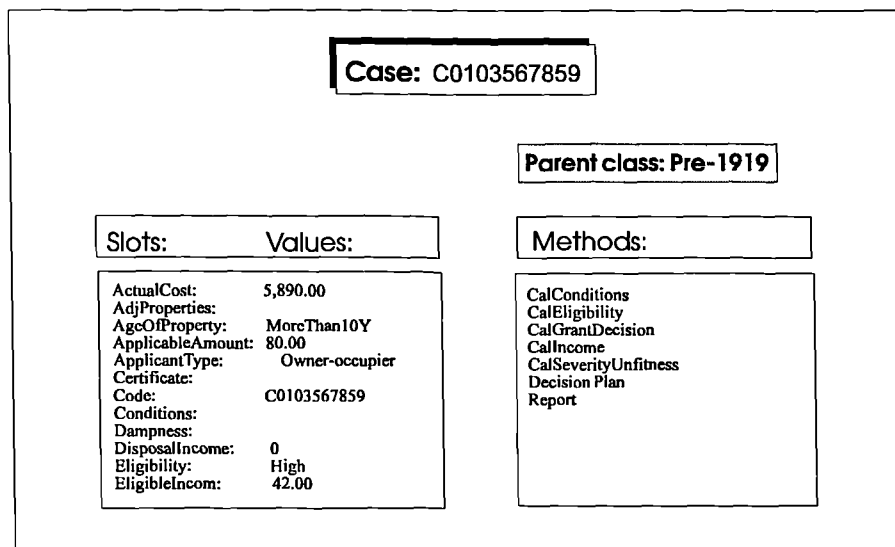 Case: C0103567859
Parent class: Pre-1919
Slots: Values:
ActualCost: 5,890.00
AdjProperties:
AgeOfProperty: MoreThan10Y
ApplicableAmount: 80.00
ApplicantType: Owner-occupier
Certificate:
Code: C0103567859
Conditions:
Dampness:
DisposalIncome: 0
Eligibility: High
EligibleIncom: 42.00
Methods:
CalConditions
CalEligibility
CalGrantDecision
CalIncome
CalSeverityUnfitness
Decision Plan
Report